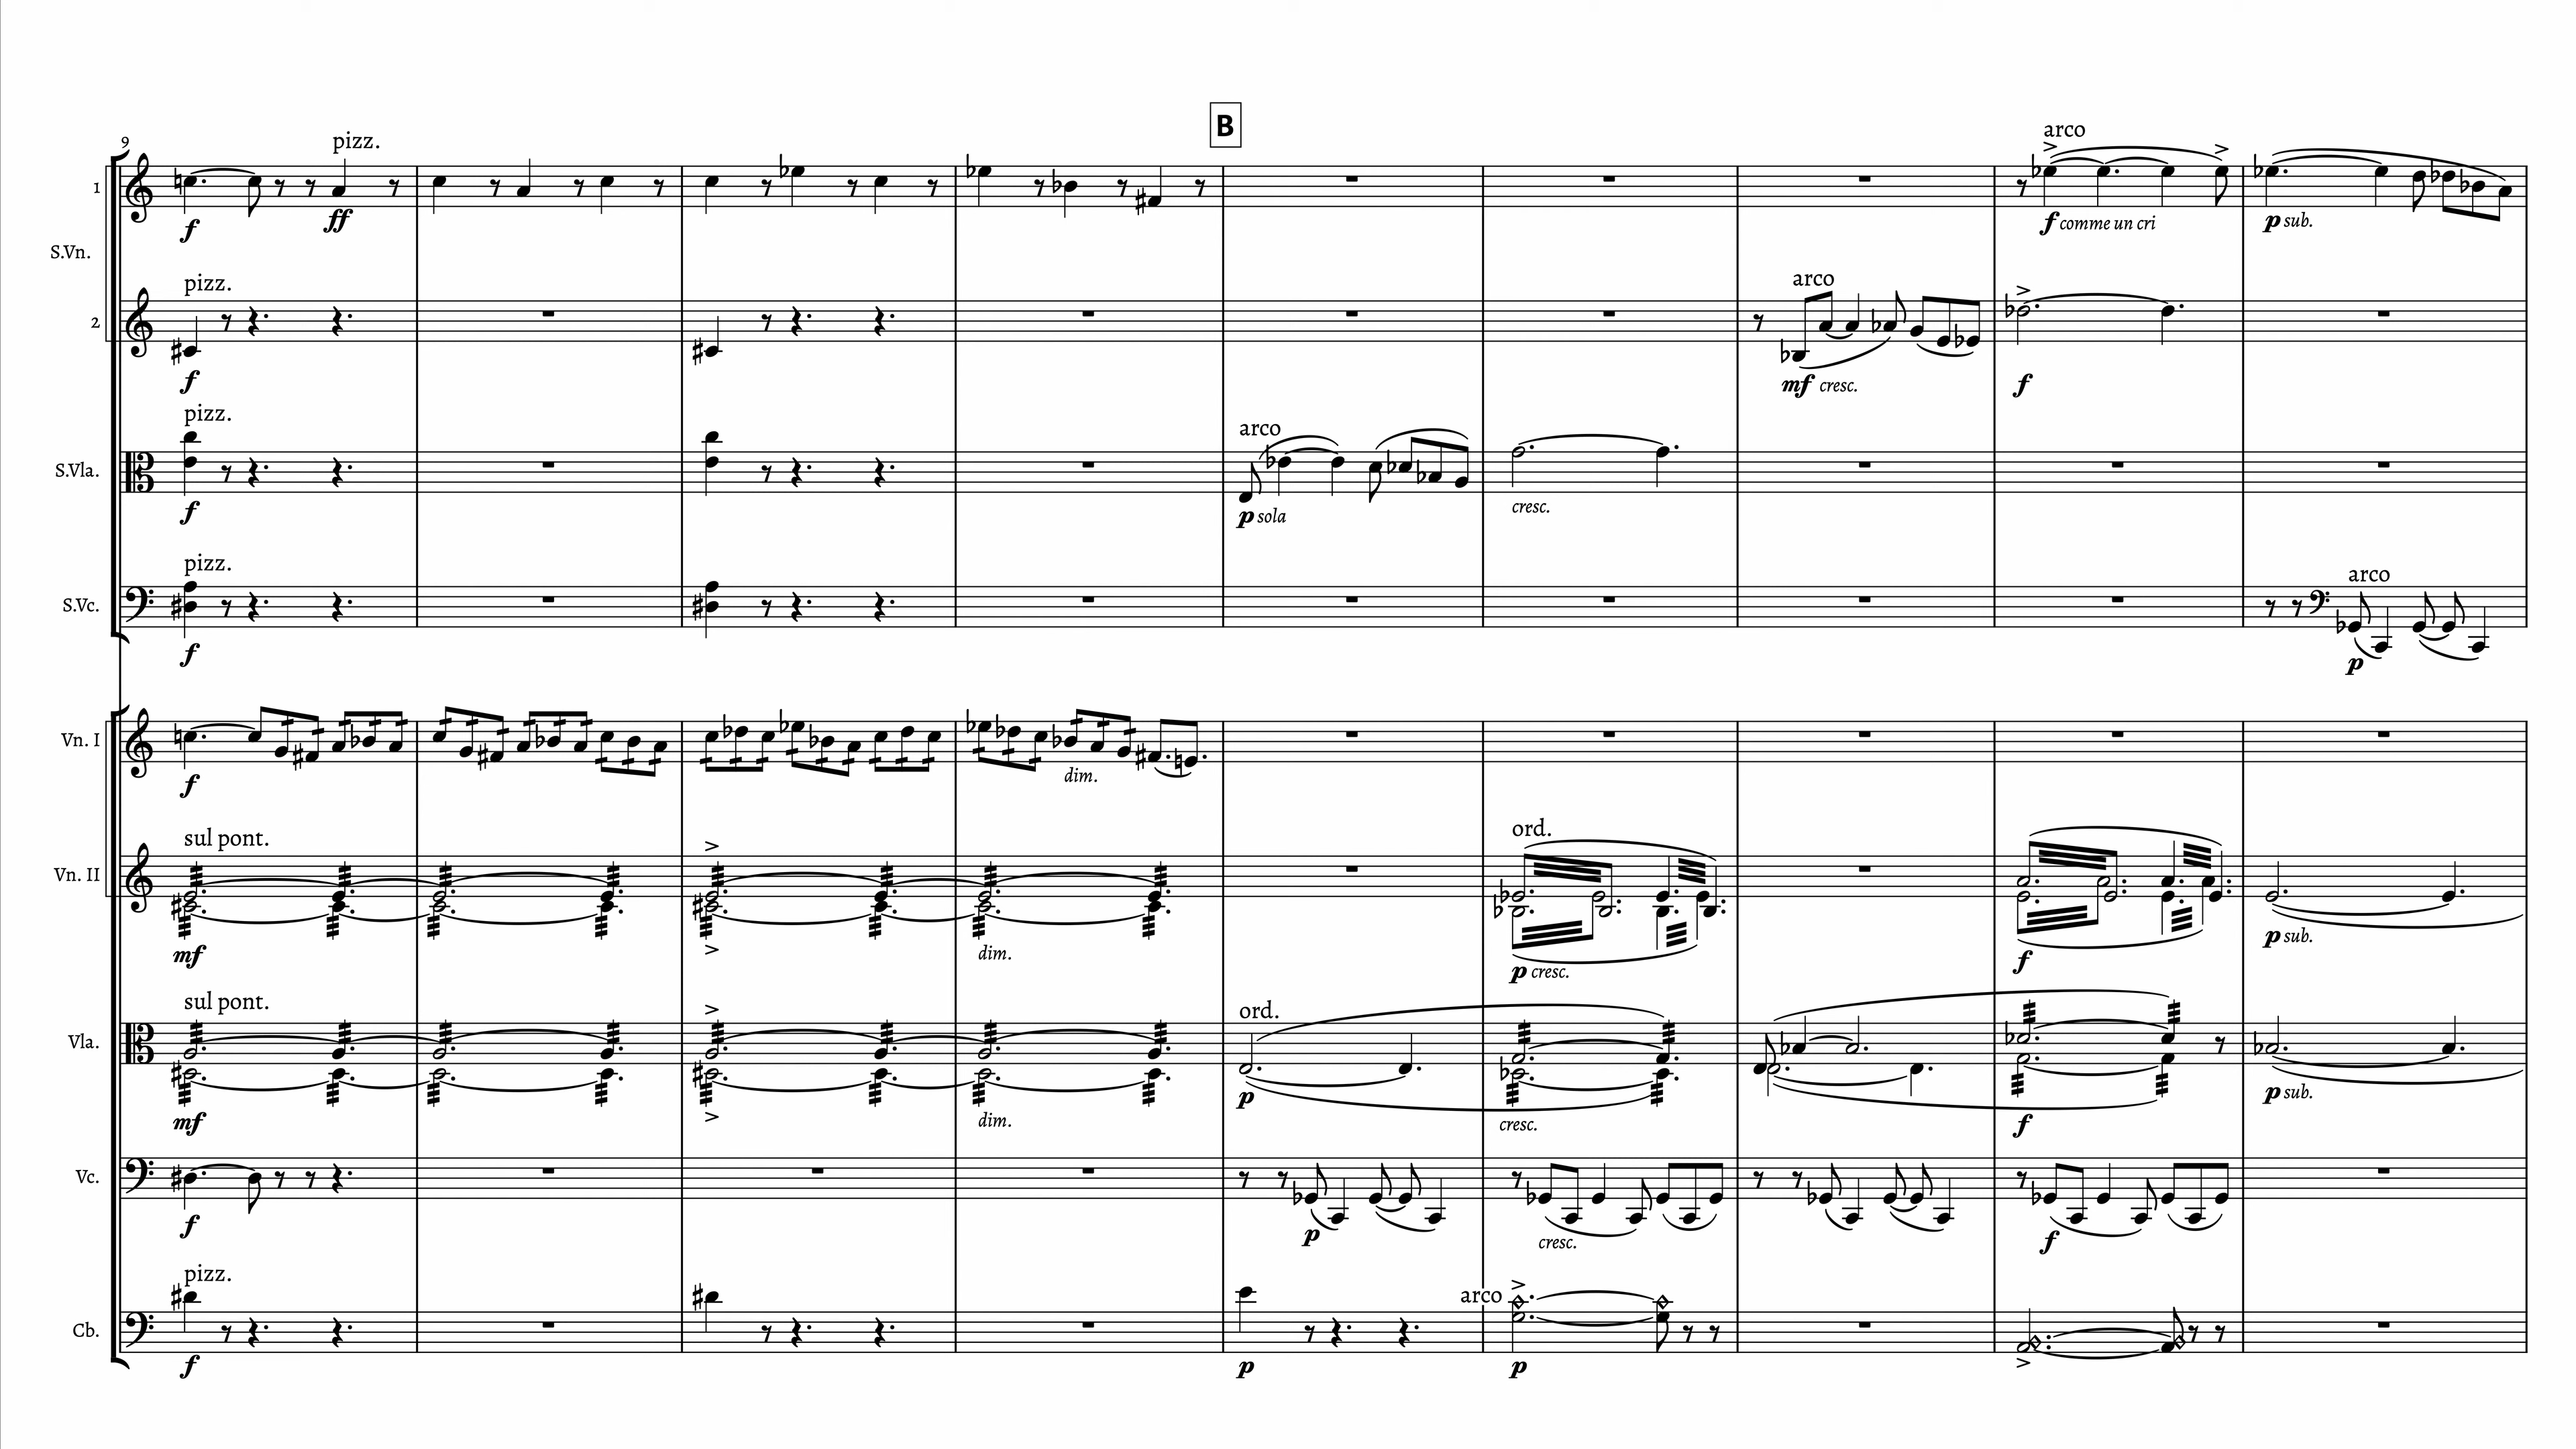 B
9
pizz.
arco
1
f
ff
f comme un cri
p sub.
S.Vn.
pizz.
arco
2
f
mf cresc.
f
pizz.
arco
S.Vla.
f
p sola
cresc.
pizz.
arco
S.Vc.
f
p
Vn. I
f
dim.
sul pont.
ord.
Vn. II
mf
dim.
p cresc.
f
p sub.
sul pont.
ord.
Vla.
mf
dim.
p
cresc.
f
p sub.
Vc.
f
p
cresc.
f
pizz.
arco
Cb.
f
p
p